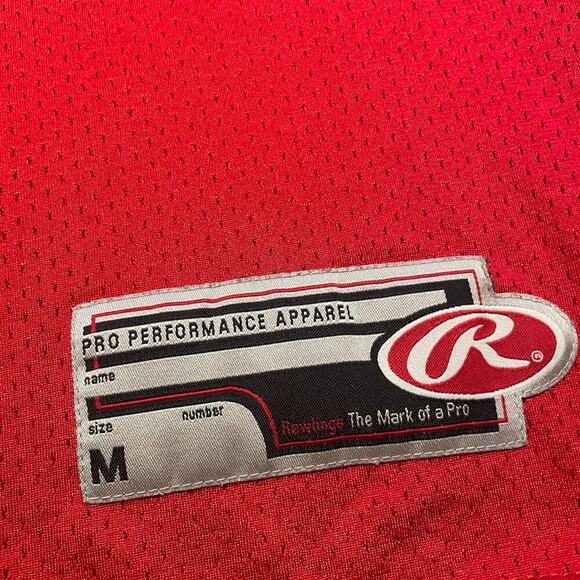 PRO PERFORMANCE APPAREL
R®
name
size number
Rawlings The Mark of a Pro
M